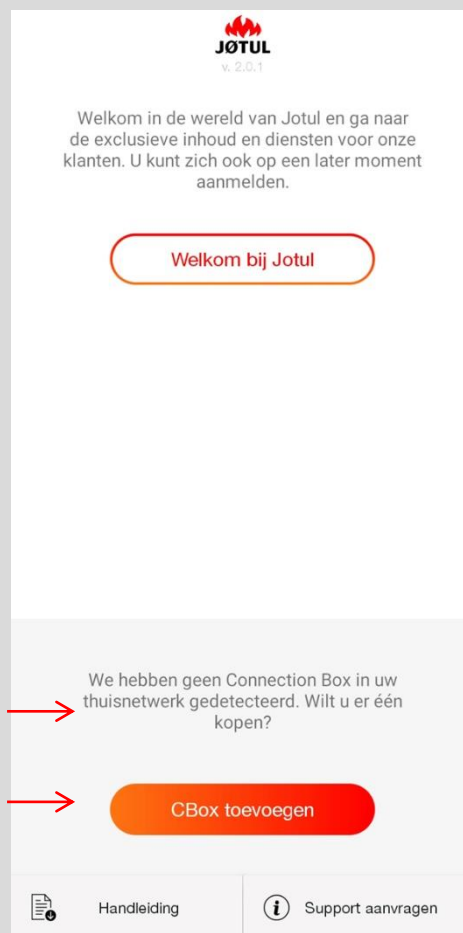 JØTUL
v. 2.0.1
Welkom in de wereld van Jotul en ga naar
de exclusieve inhoud en diensten voor onze
klanten. U kunt zich ook op een later moment
aanmelden.
Welkom bij Jotul
We hebben geen Connection Box in uw
thuisnetwerk gedetecteerd. Wilt u er één
kopen?
CBox toevoegen
Handleiding
Support aanvragen